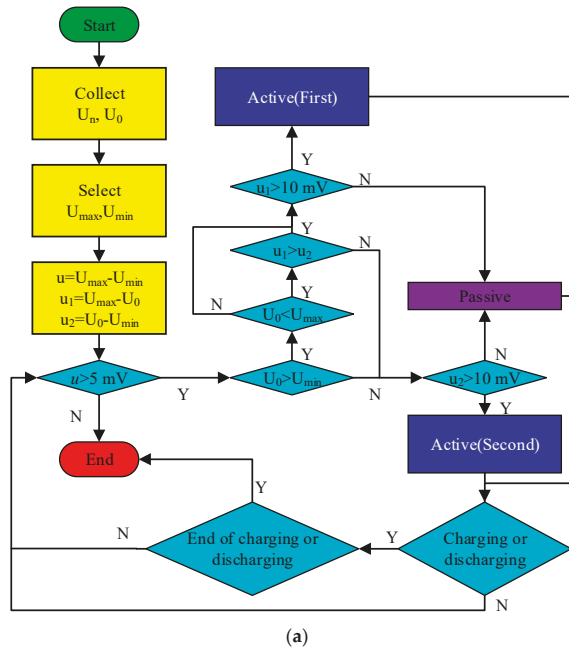 Start
Collect
Uₙ, U₀
Active(First)
Y
u₁>10 mV
N
Select
Uₘₐₓ,Uₘᵢₙ
Y
u₁>u₂
N
u=Uₘₐₓ-Uₘᵢₙ
u₁=Uₘₐₓ-U₀
u₂=U₀-Uₘᵢₙ
Passive
Y
N
U₀<Uₘₐₓ
Y
N
u>5 mV
Y
U₀>Uₘᵢₙ
N
u₂>10 mV
N
Y
End
Active(Second)
Y
N
End of charging or
discharging
Y
Charging or
discharging
N
(a)